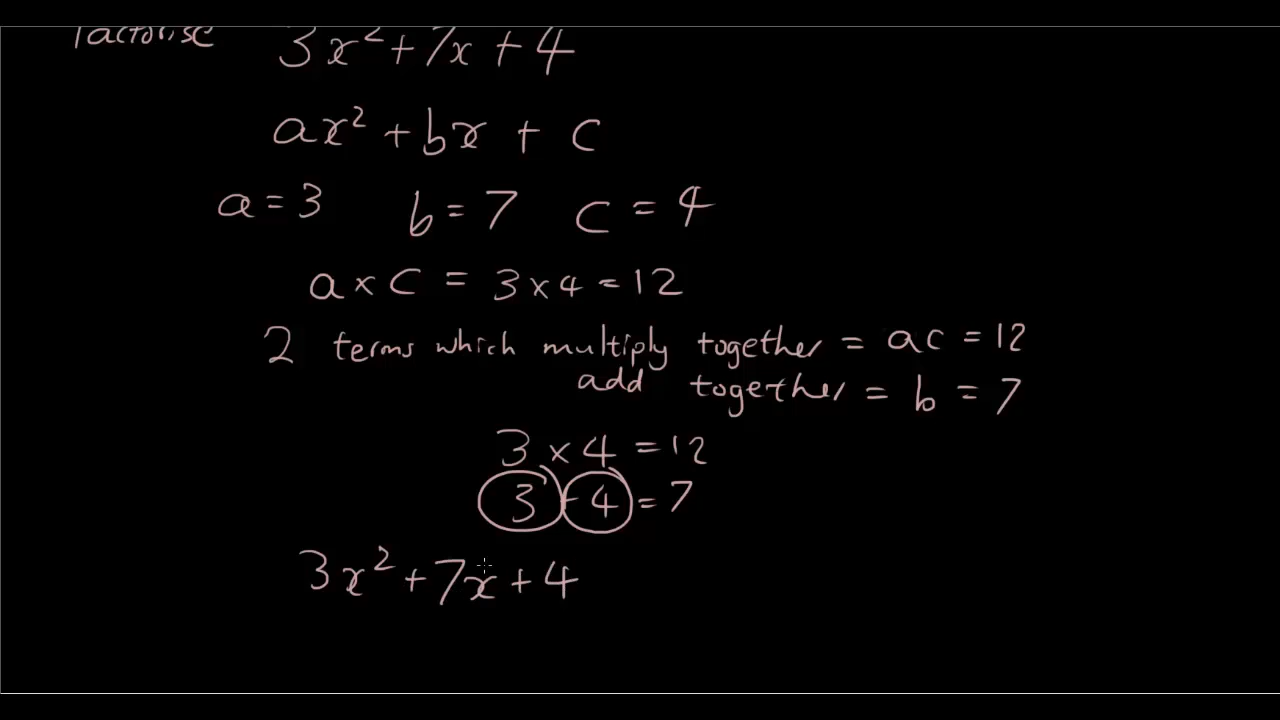 factorise 3x² + 7x + 4
ax² + bx + c
a = 3 b = 7 c = 4
a × c = 3 × 4 = 12
2 terms which multiply together = ac = 12
add together = b = 7
3 × 4 = 12
3 + 4 = 7
3x² + 7x + 4